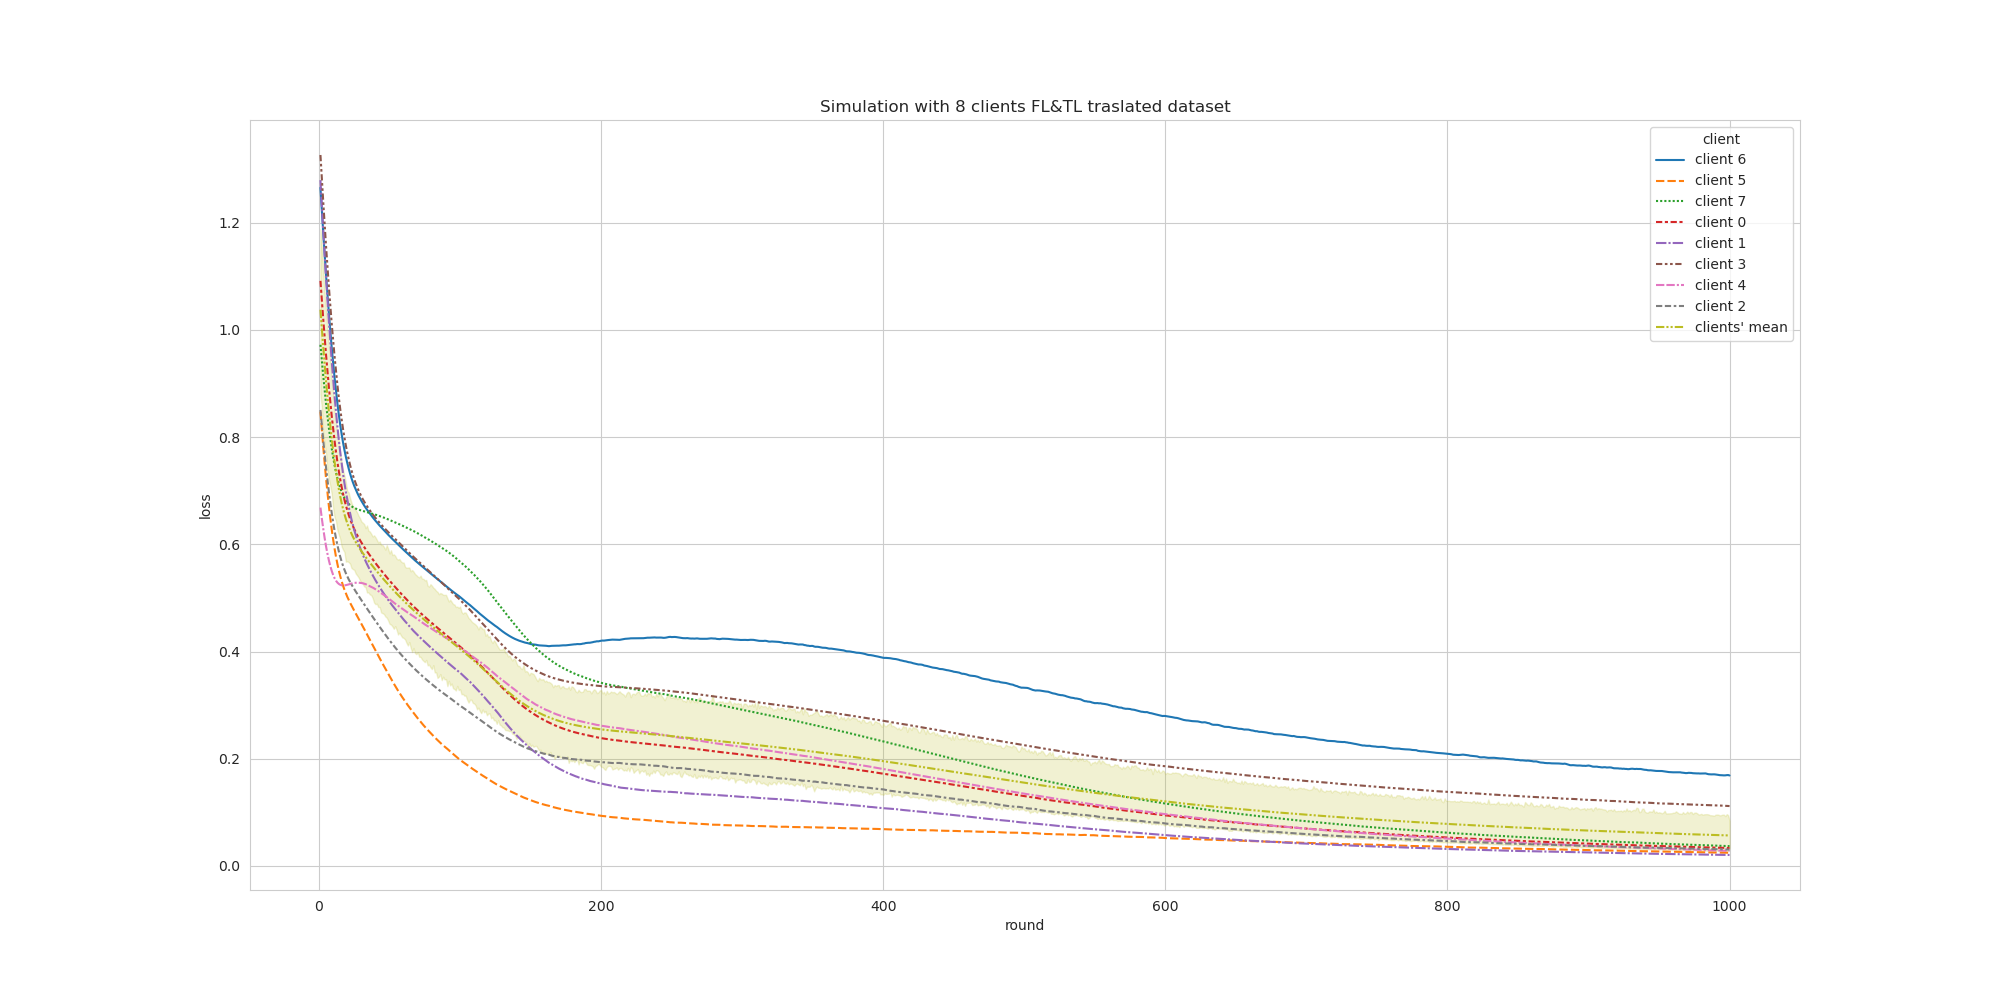 Simulation with 8 clients FL&TL traslated dataset
client
client 6
client 5
client 7
client 0
client 1
client 3
client 4
client 2
clients' mean
loss
1.2
1.0
0.8
0.6
0.4
0.2
0.0
0 200 400 600 800 1000
round